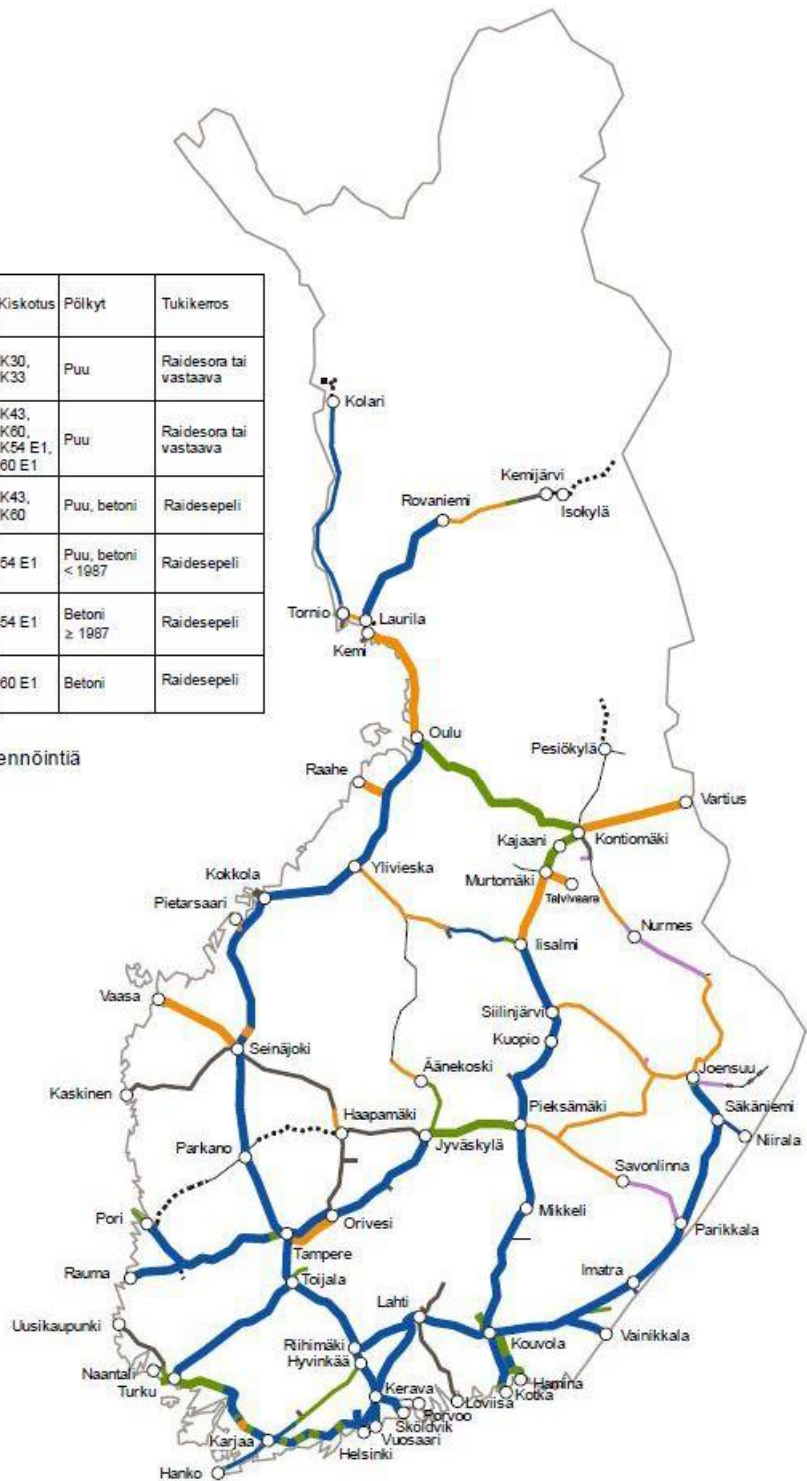 Kiskotus Pölkyt Tukikerros
K30,
K33
Puu
Raidesora tai
vastaava
K43,
K60,
K54 E1,
60 E1
Puu
Raidesora tai
vastaava
K43,
K60
Puu, betoni
Raidesepeli
54 E1
Puu, betoni
< 1987
Raidesepeli
54 E1
Betoni
≥ 1987
Raidesepeli
60 E1
Betoni
Raidesepeli
ennöintiä
Kolari
Kemijärvi
Rovaniemi
Isokylä
Tornio
Laurila
Kemi
Oulu
Pesiökylä
Raahe
Vartius
Kontiomäki
Kajaani
Ylivieska
Kokkola
Murtomäki
Talvivaara
Pietarsaari
Nurmes
Iisalmi
Vaasa
Siilinjärvi
Kuopio
Seinäjoki
Äänekoski
Joensuu
Kaskinen
Haapamäki
Pieksämäki
Säkäniemi
Jyväskylä
Niirala
Parkano
Savonlinna
Pori
Orivesi
Mikkeli
Parikkala
Tampere
Rauma
Toijala
Imatra
Lahti
Uusikaupunki
Riihimäki
Kouvola
Vainikkala
Hyvinkää
Naantali
Turku
Kerava
Hamina
Loviisa
Kotka
Porvoo
Sköldvik
Karjaa
Vuosaari
Helsinki
Hanko